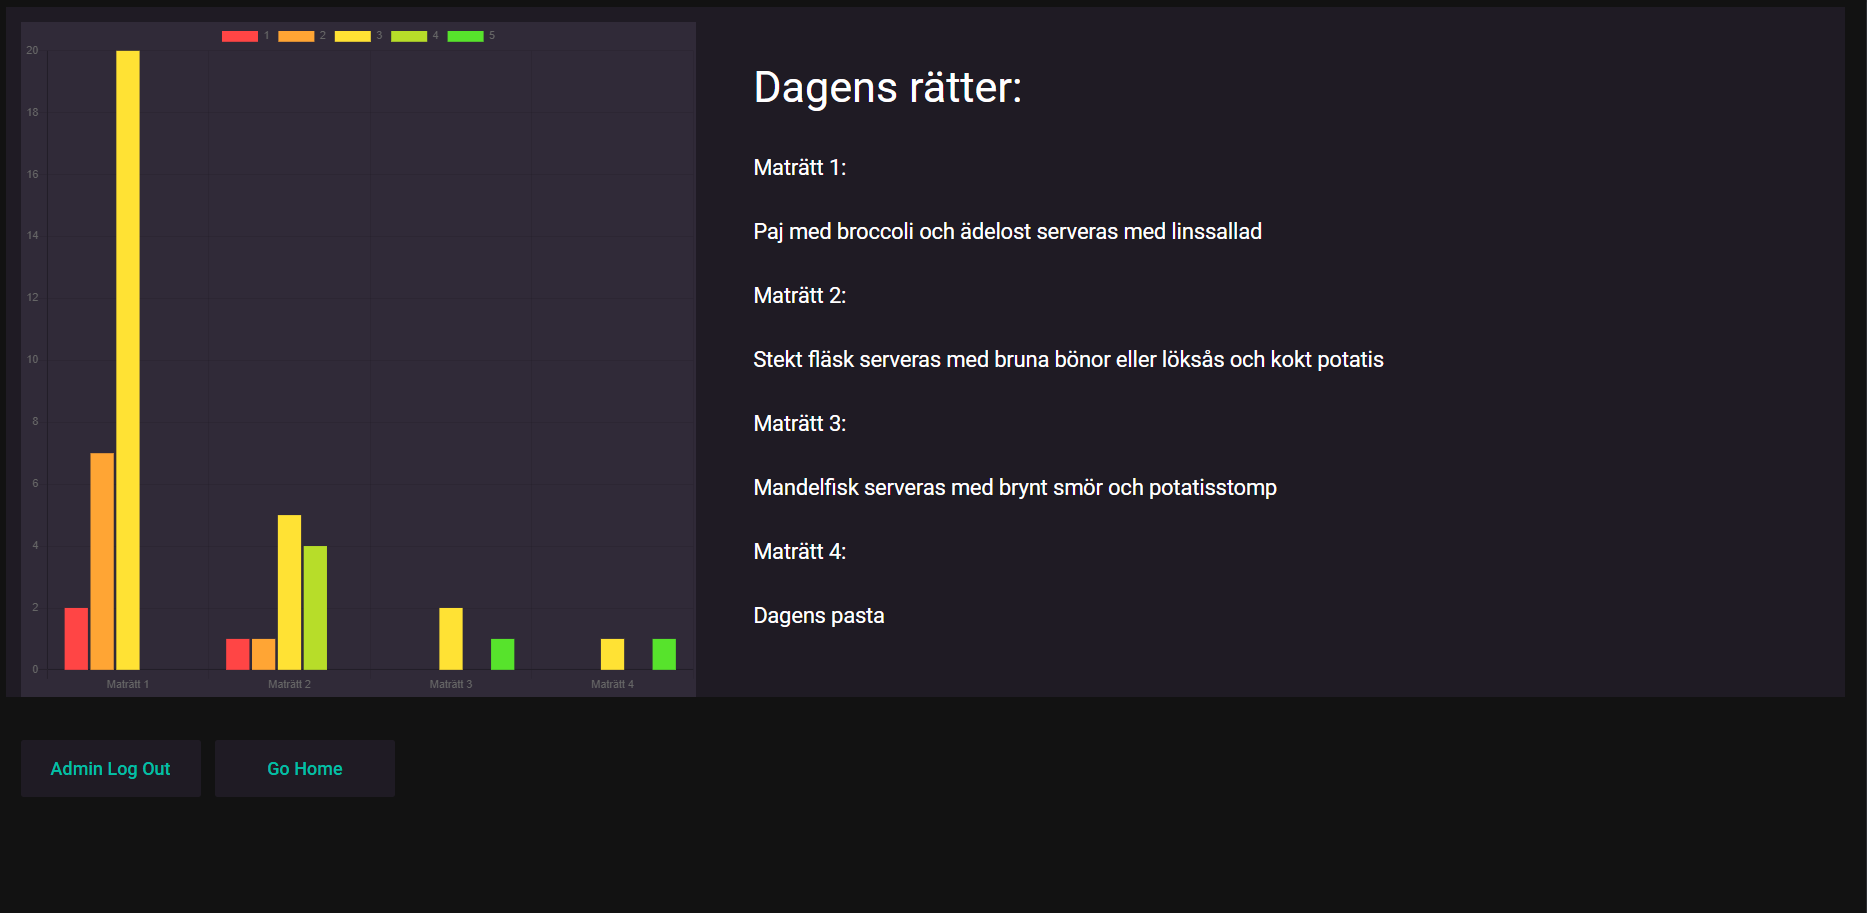 1 2 3 4 5
20
18
16
14
12
10
8
6
4
2
0
Maträtt 1 Maträtt 2 Maträtt 3 Maträtt 4
Dagens rätter:
Maträtt 1:
Paj med broccoli och ädelost serveras med linssallad
Maträtt 2:
Stekt fläsk serveras med bruna bönor eller löksås och kokt potatis
Maträtt 3:
Mandelfisk serveras med brynt smör och potatisstomp
Maträtt 4:
Dagens pasta
Admin Log Out Go Home